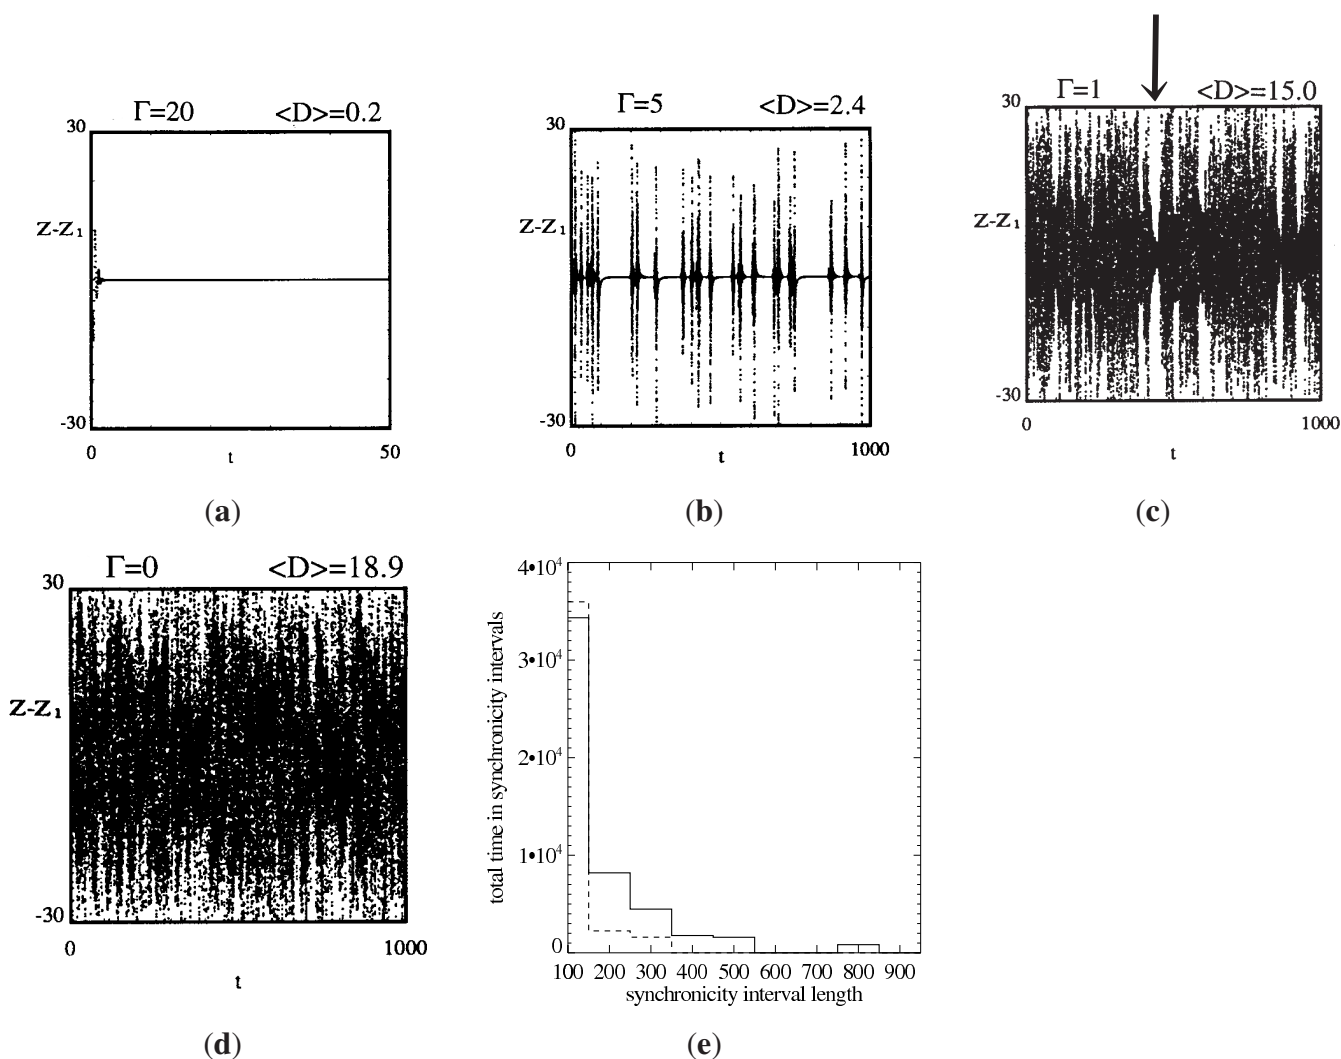 Γ=20 <D>=0.2
30
Z-Z₁
-30
0 50
t
(a)
Γ=5 <D>=2.4
30
Z-Z₁
-30
0 1000
t
(b)
Γ=1 <D>=15.0
30
Z-Z₁
-30
0 1000
t
(c)
Γ=0 <D>=18.9
30
Z-Z₁
-30
0 1000
t
(d)
total time in synchronicity intervals
4•10⁴
3•10⁴
2•10⁴
1•10⁴
0
100 200 300 400 500 600 700 800 900
synchronicity interval length
(e)